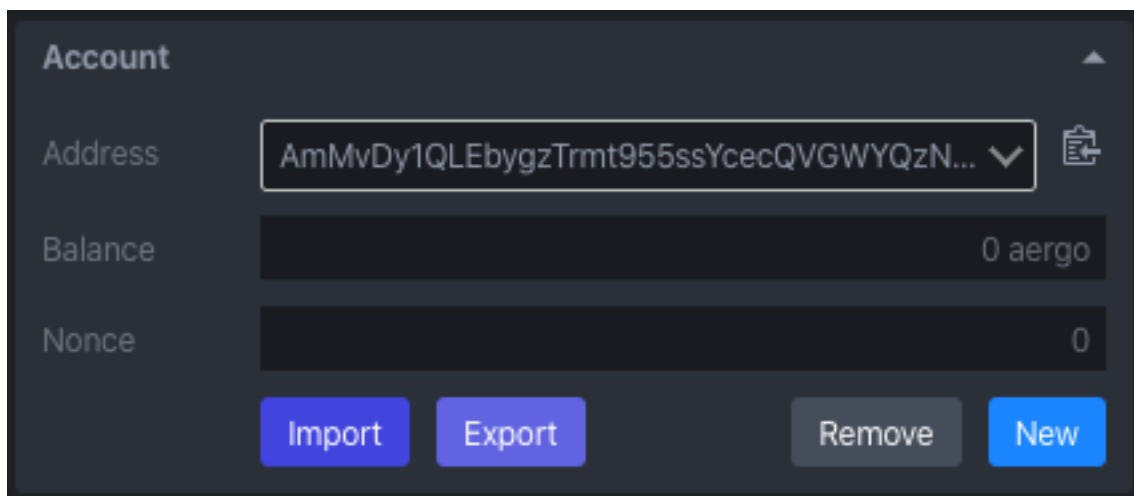 Account
Address AmMvDy1QLEbygzTrmt955ssYcecQVGWYQzN...
Balance 0 aergo
Nonce 0
Import Export Remove New